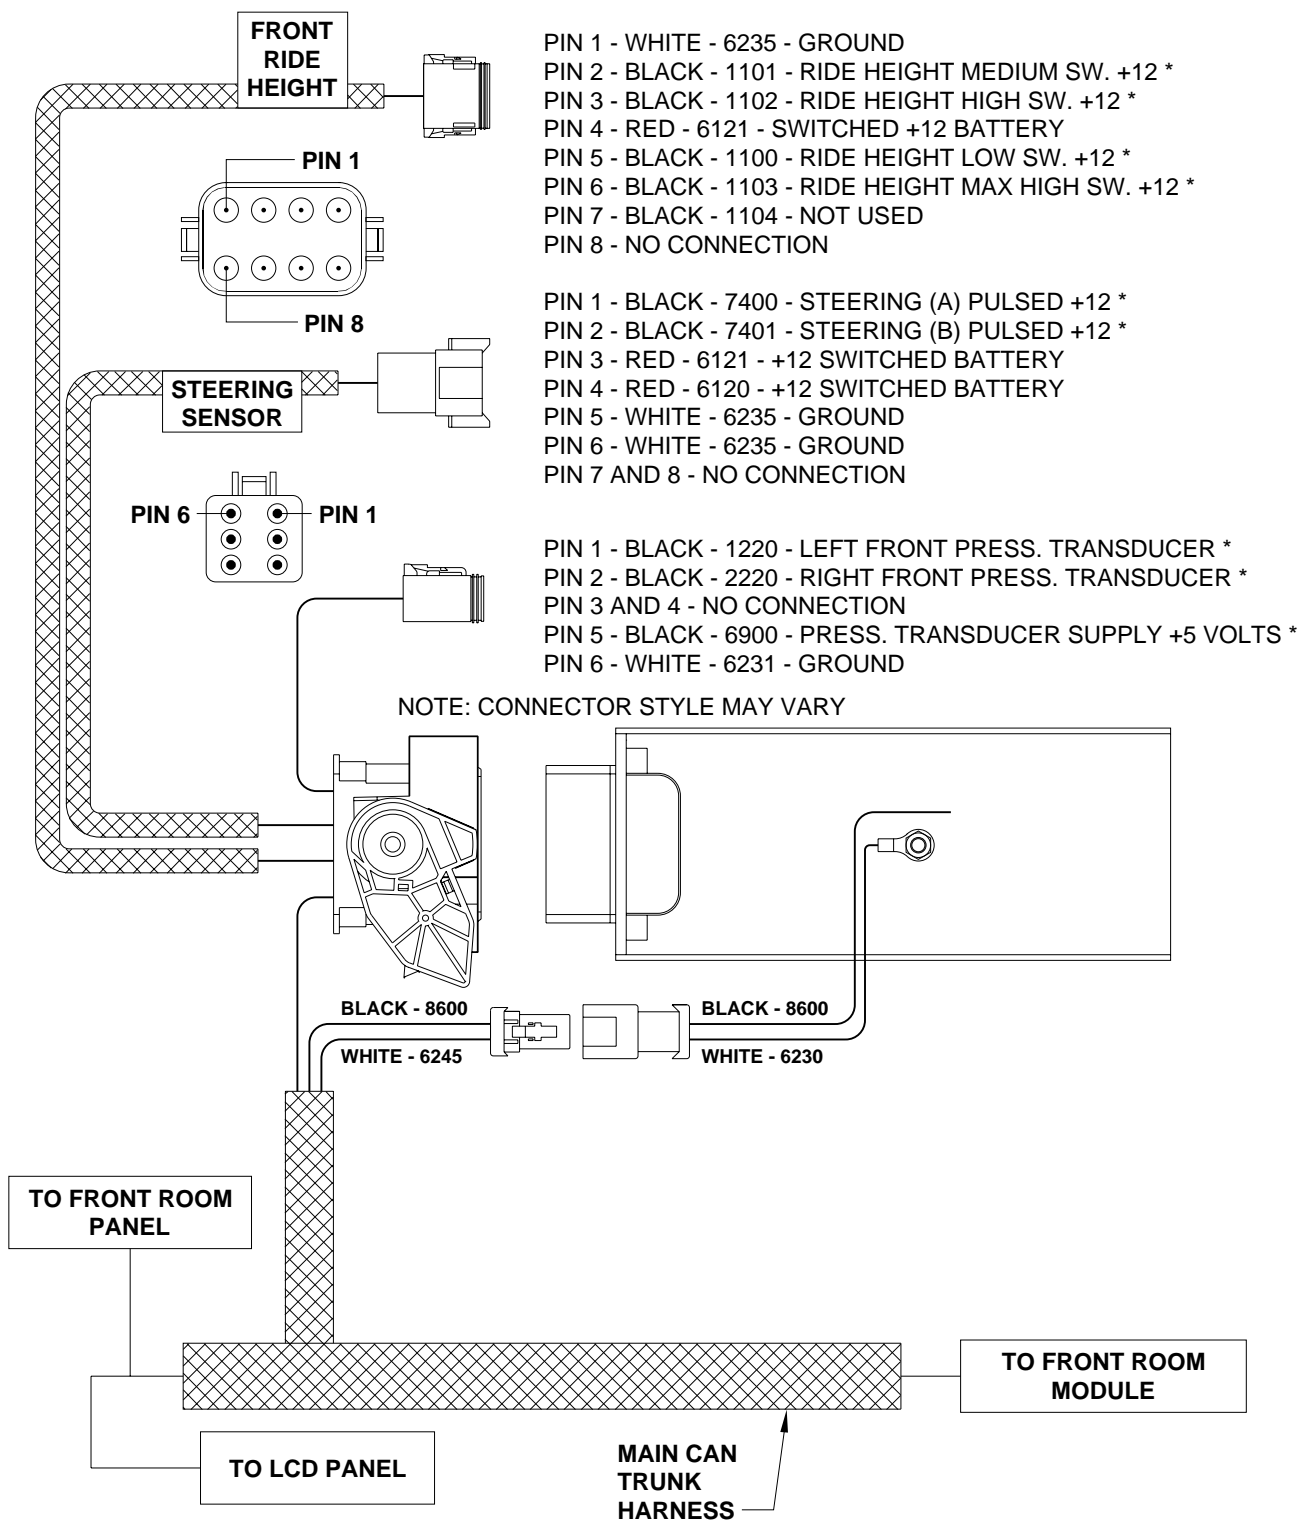 FRONT
RIDE
HEIGHT
PIN 1 - WHITE - 6235 - GROUND
PIN 2 - BLACK - 1101 - RIDE HEIGHT MEDIUM SW. +12 *
PIN 3 - BLACK - 1102 - RIDE HEIGHT HIGH SW. +12 *
PIN 4 - RED - 6121 - SWITCHED +12 BATTERY
PIN 5 - BLACK - 1100 - RIDE HEIGHT LOW SW. +12 *
PIN 6 - BLACK - 1103 - RIDE HEIGHT MAX HIGH SW. +12 *
PIN 7 - BLACK - 1104 - NOT USED
PIN 8 - NO CONNECTION
PIN 1
PIN 8
PIN 1 - BLACK - 7400 - STEERING (A) PULSED +12 *
PIN 2 - BLACK - 7401 - STEERING (B) PULSED +12 *
PIN 3 - RED - 6121 - +12 SWITCHED BATTERY
PIN 4 - RED - 6120 - +12 SWITCHED BATTERY
PIN 5 - WHITE - 6235 - GROUND
PIN 6 - WHITE - 6235 - GROUND
PIN 7 AND 8 - NO CONNECTION
STEERING
SENSOR
PIN 6
PIN 1
PIN 1 - BLACK - 1220 - LEFT FRONT PRESS. TRANSDUCER *
PIN 2 - BLACK - 2220 - RIGHT FRONT PRESS. TRANSDUCER *
PIN 3 AND 4 - NO CONNECTION
PIN 5 - BLACK - 6900 - PRESS. TRANSDUCER SUPPLY +5 VOLTS *
PIN 6 - WHITE - 6231 - GROUND
NOTE: CONNECTOR STYLE MAY VARY
BLACK - 8600
BLACK - 8600
WHITE - 6245
WHITE - 6230
TO FRONT ROOM
PANEL
TO FRONT ROOM
MODULE
TO LCD PANEL
MAIN CAN
TRUNK
HARNESS